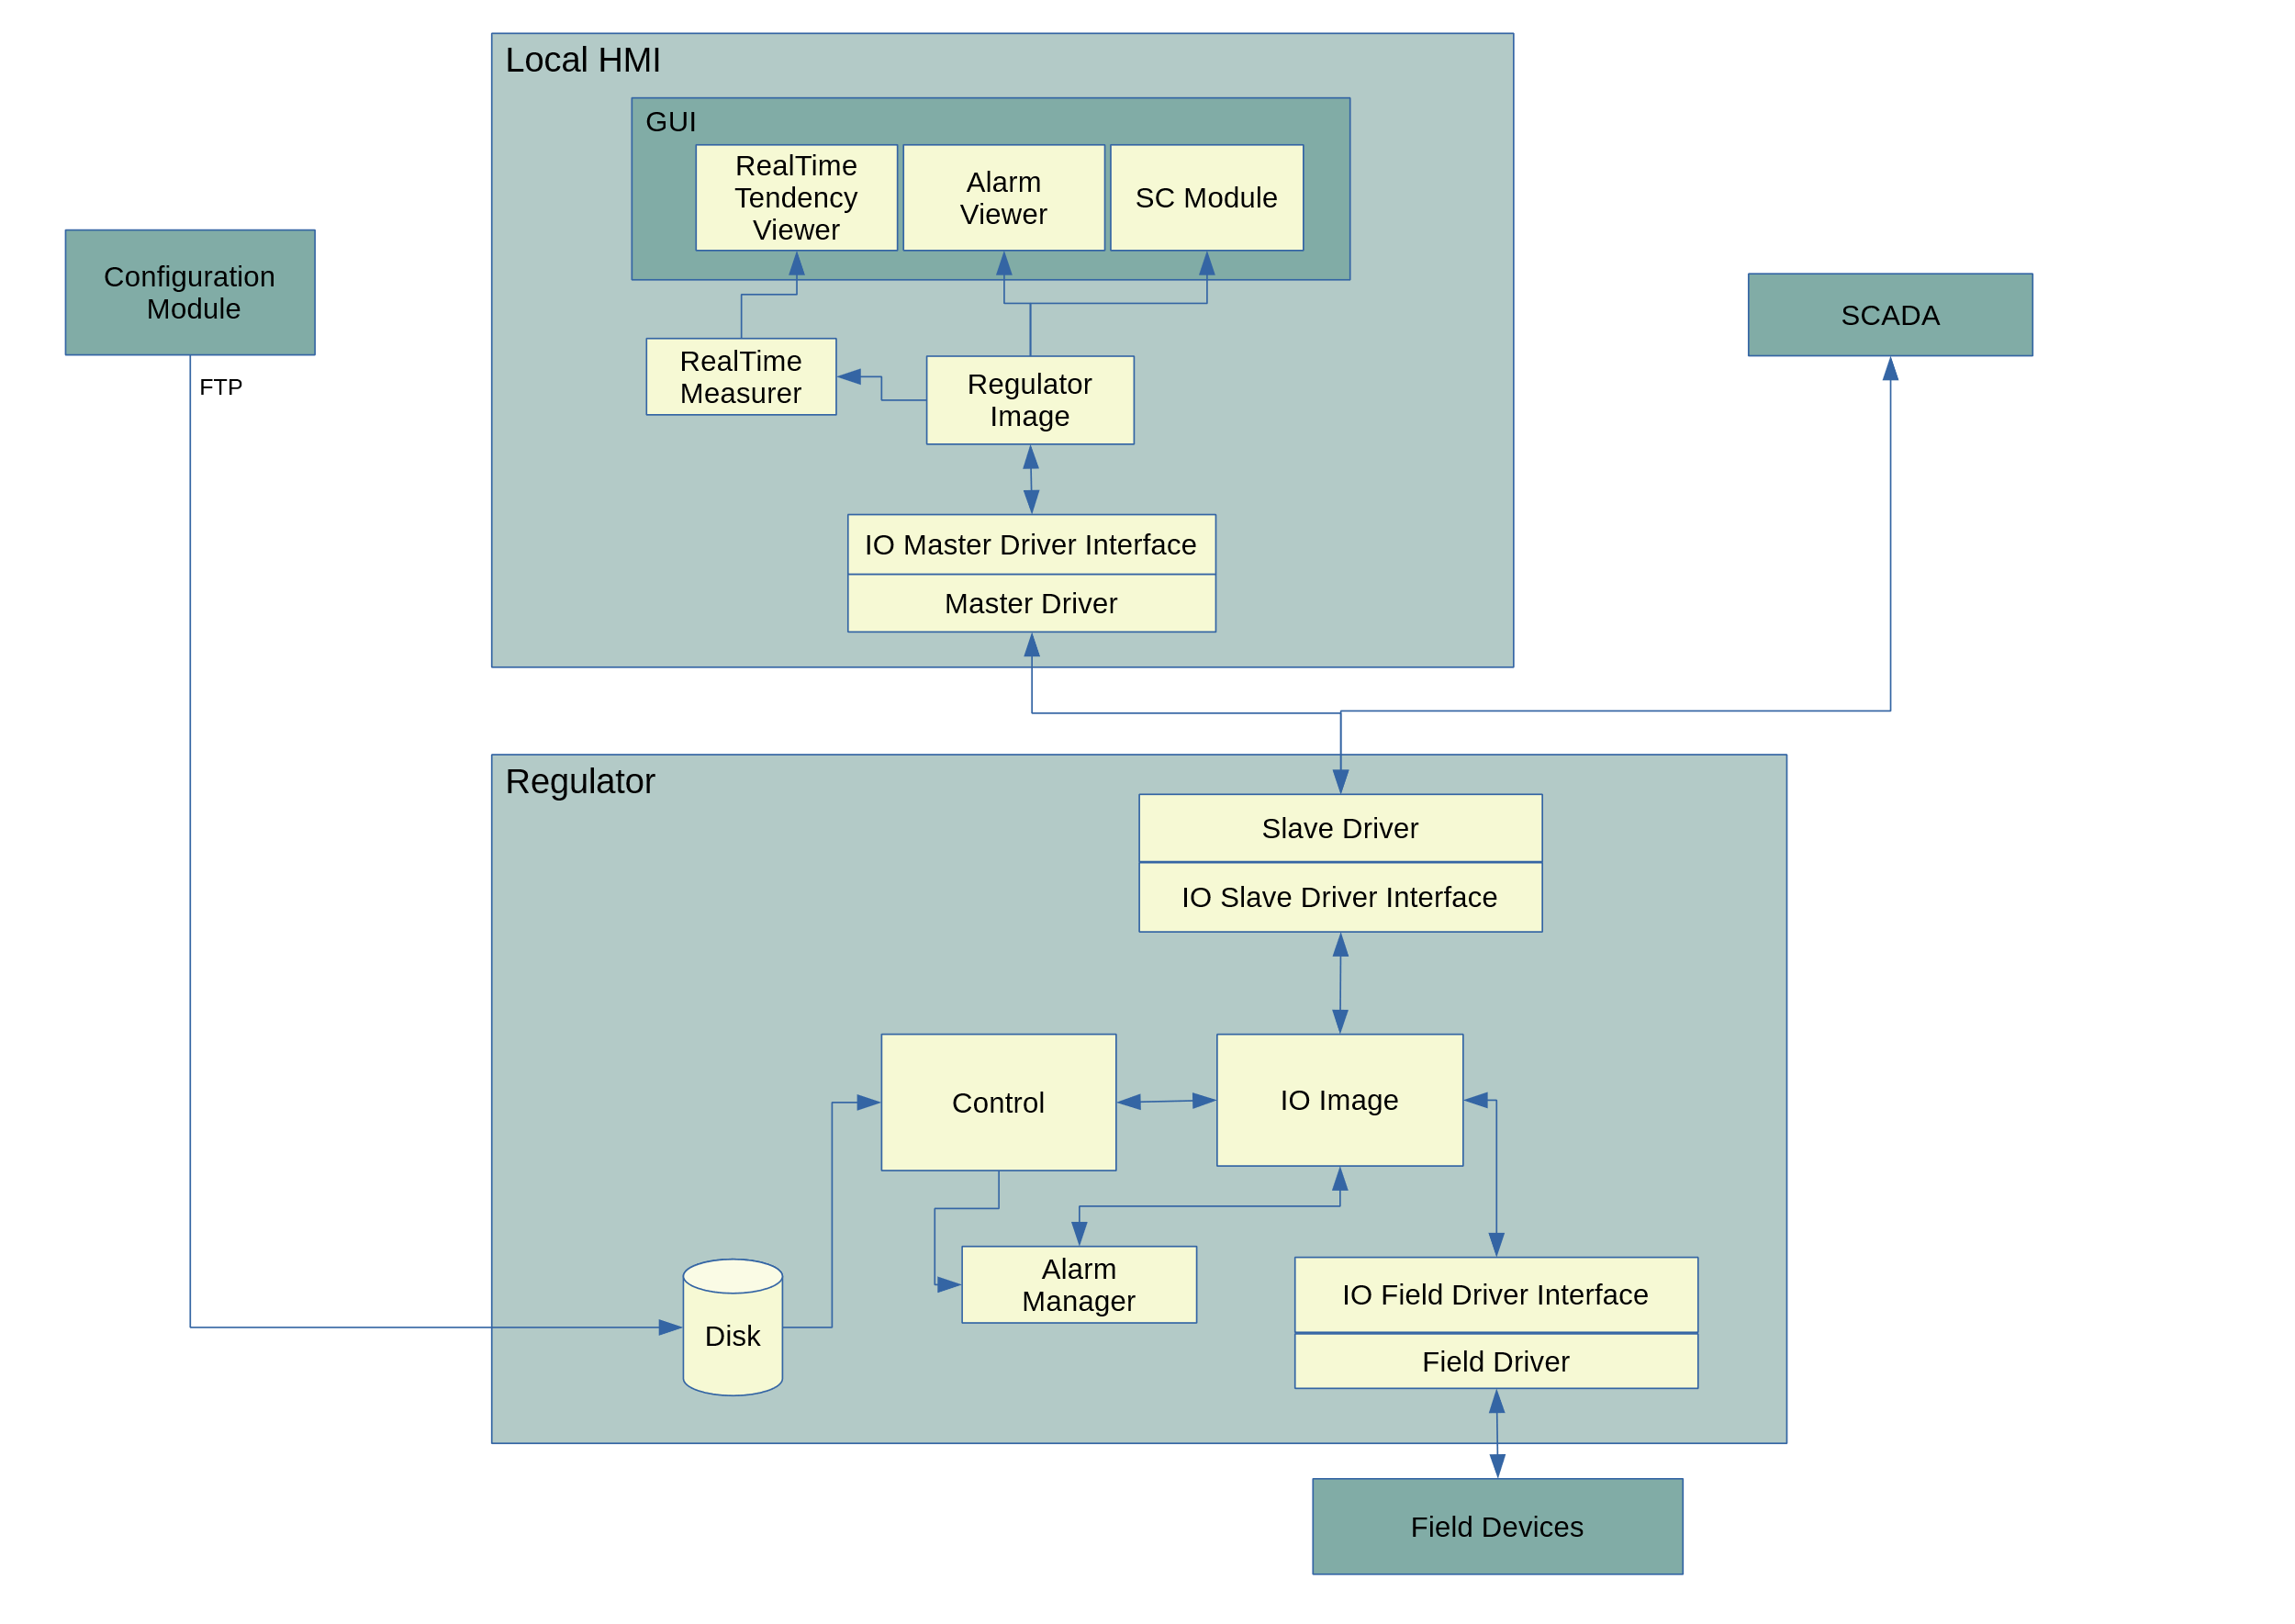 Local HMI
GUI
RealTime
Tendency
Viewer
Alarm
Viewer
SC Module
Configuration
Module
FTP
SCADA
RealTime
Measurer
Regulator
Image
IO Master Driver Interface
Master Driver
Regulator
Slave Driver
IO Slave Driver Interface
Control
IO Image
Alarm
Manager
Disk
IO Field Driver Interface
Field Driver
Field Devices